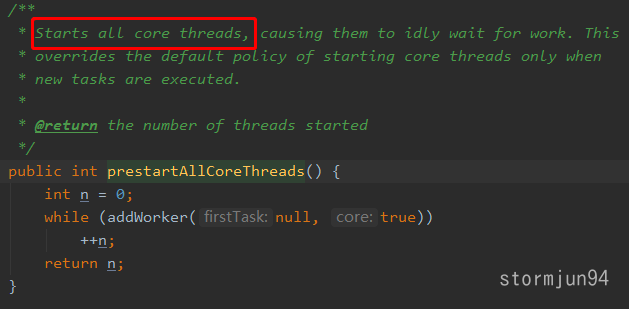 /**
 * Starts all core threads, causing them to idly wait for work. This
 * overrides the default policy of starting core threads only when
 * new tasks are executed.
 *
 * @return the number of threads started
 */
public int prestartAllCoreThreads() {
    int n = 0;
    while (addWorker( firstTask: null, core: true))
        ++n;
    return n;
}
stormjun94